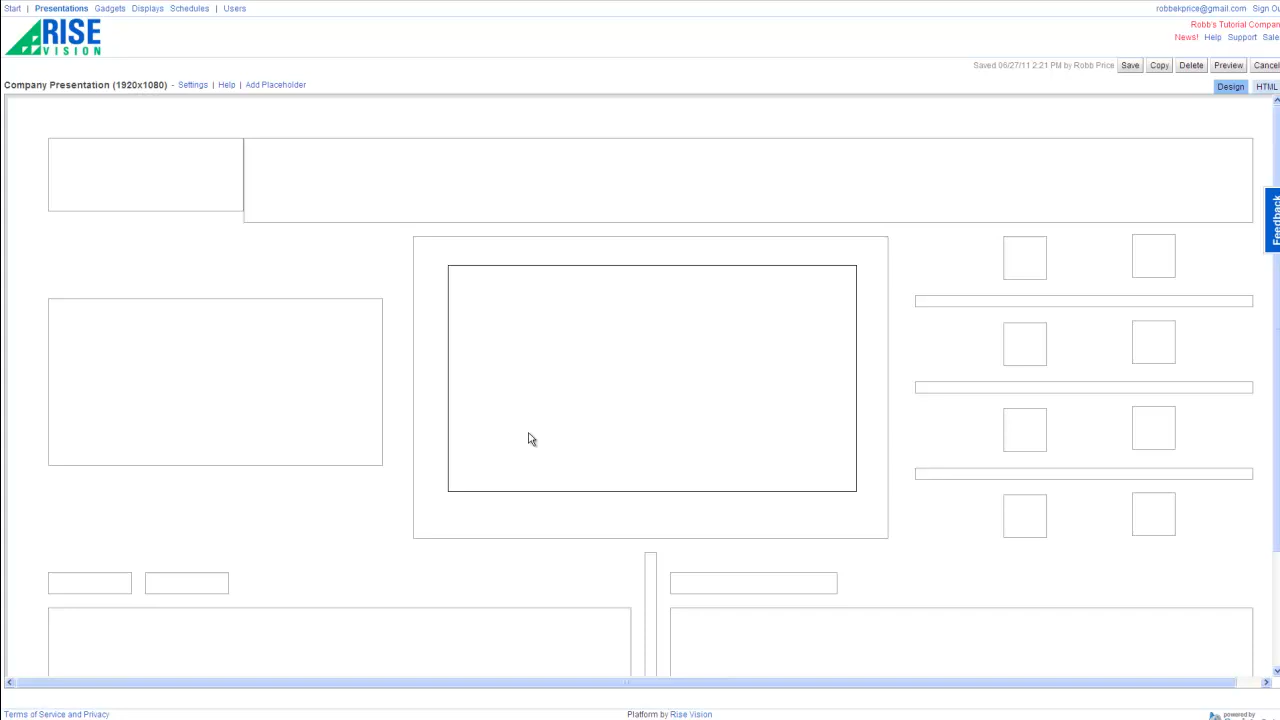 Start | Presentations Gadgets Displays Schedules | Users
robbekprice@gmail.com Sign Ou
RISE
VISION
Robb's Tutorial Compan
News! Help Support Sale
Saved 06/27/11 2:21 PM by Robb Price Save Copy Delete Preview Cancel
Company Presentation (1920x1080) - Settings | Help | Add Placeholder
Design HTML
Feedback
Terms of Service and Privacy
Platform by Rise Vision
powered by